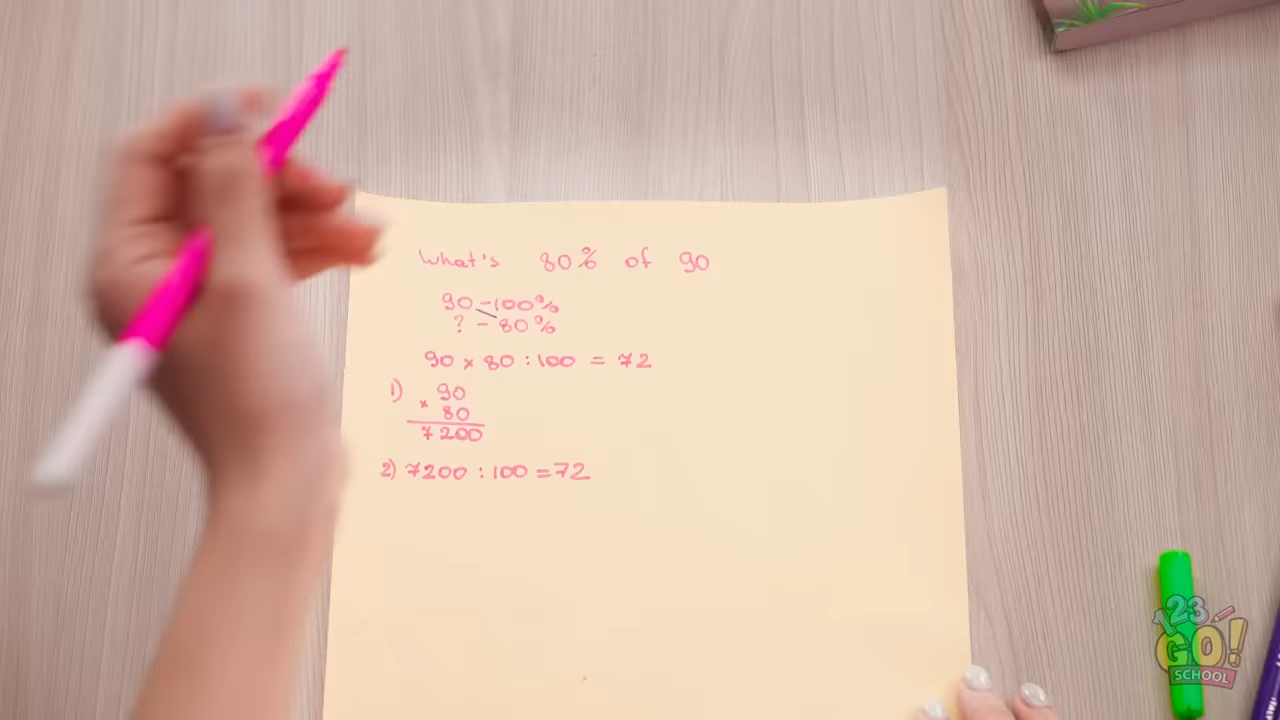 What's 80% of 90
90 - 100%
? - 80%
90 × 80 : 100 = 72
1) 90
× 80
7200
2) 7200 : 100 = 72
123 GO! SCHOOL